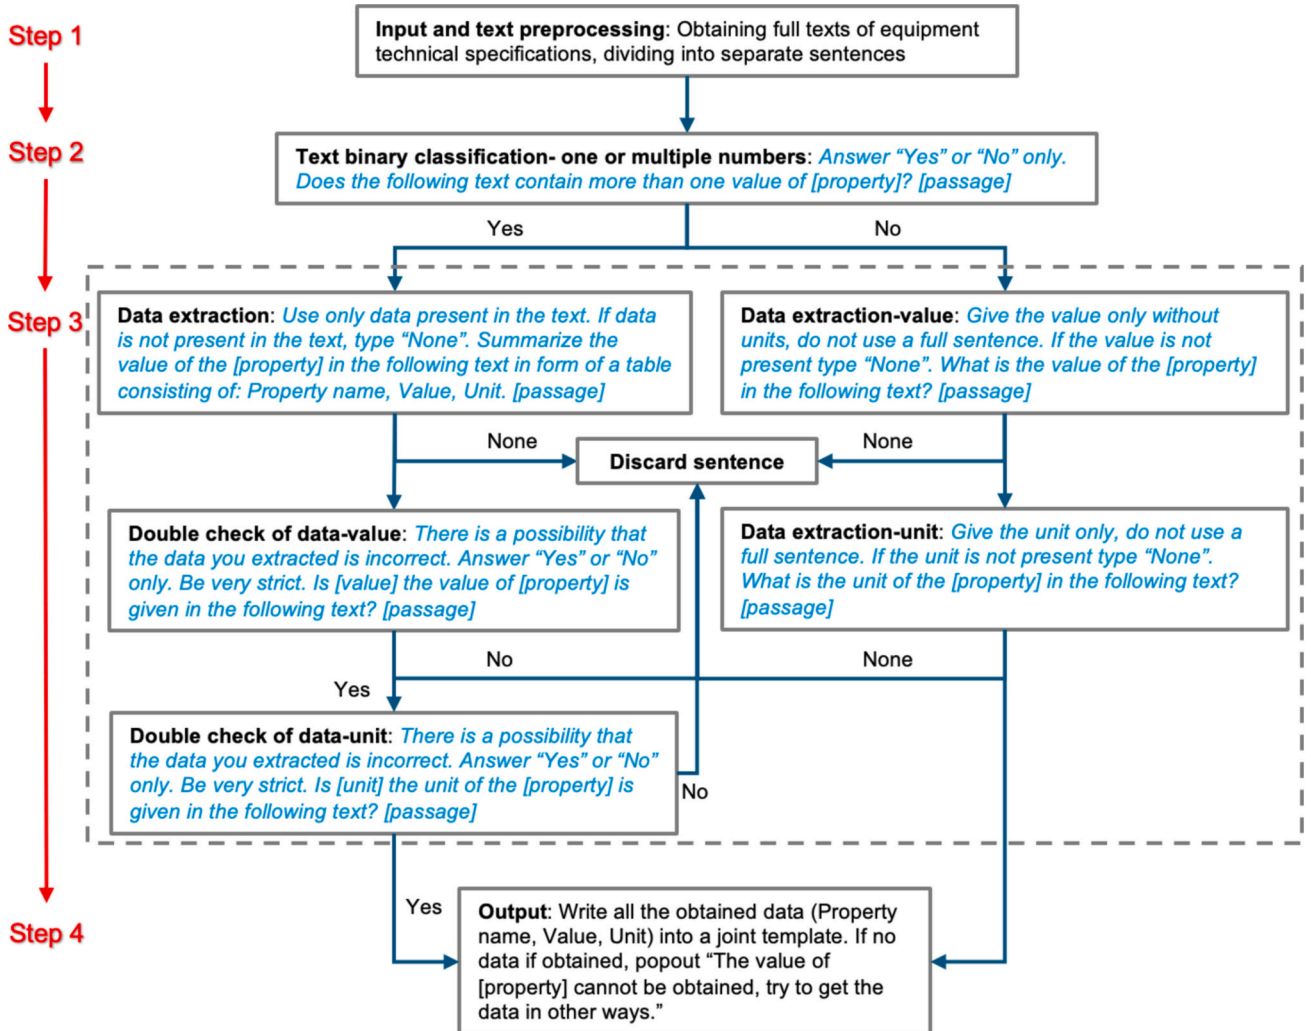 Step 1
Input and text preprocessing: Obtaining full texts of equipment
technical specifications, dividing into separate sentences
Step 2
Text binary classification- one or multiple numbers: Answer “Yes” or “No” only.
Does the following text contain more than one value of [property]? [passage]
Yes
No
Step 3
Data extraction: Use only data present in the text. If data
is not present in the text, type “None”. Summarize the
value of the [property] in the following text in form of a table
consisting of: Property name, Value, Unit. [passage]
Data extraction-value: Give the value only without
units, do not use a full sentence. If the value is not
present type “None”. What is the value of the [property]
in the following text? [passage]
None
None
Discard sentence
Double check of data-value: There is a possibility that
the data you extracted is incorrect. Answer “Yes” or “No”
only. Be very strict. Is [value] the value of [property] is
given in the following text? [passage]
Data extraction-unit: Give the unit only, do not use a
full sentence. If the unit is not present type “None”.
What is the unit of the [property] in the following text?
[passage]
No
None
Yes
Double check of data-unit: There is a possibility that
the data you extracted is incorrect. Answer “Yes” or “No”
only. Be very strict. Is [unit] the unit of the [property] is
given in the following text? [passage]
No
Step 4
Yes
Output: Write all the obtained data (Property
name, Value, Unit) into a joint template. If no
data if obtained, popout “The value of
[property] cannot be obtained, try to get the
data in other ways.”